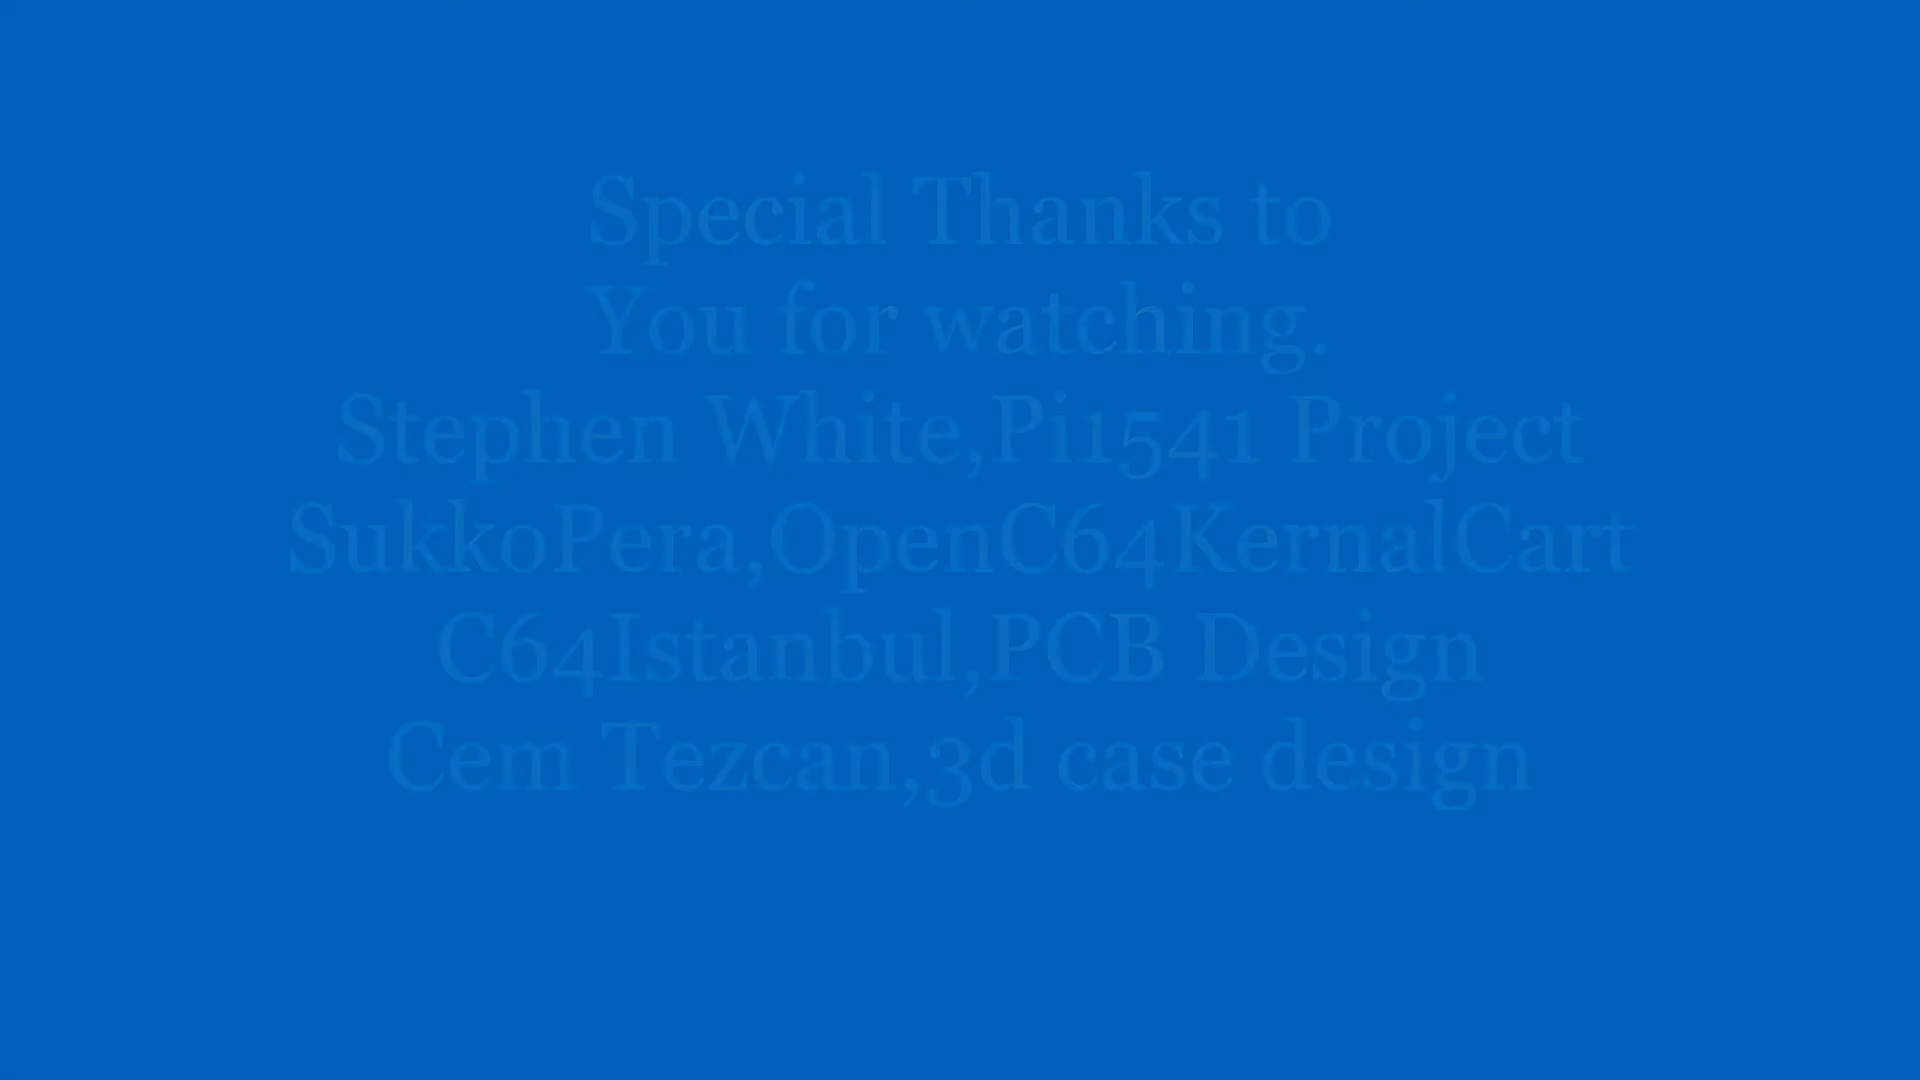 Special Thanks to
You for watching.
Stephen White,Pi1541 Project
SukkoPera,OpenC64KernalCart
C64Istanbul,PCB Design
Cem Tezcan,3d case design